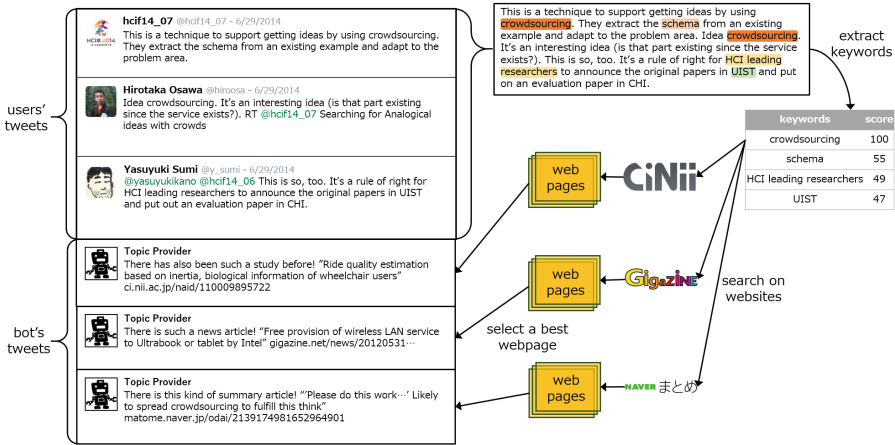 users'
tweets
hcif14_07 @hcif14_07 - 6/29/2014
This is a technique to support getting ideas by using crowdsourcing.
They extract the schema from an existing example and adapt to the
problem area.
HCI 2014
Hirotaka Osawa @hiroosa - 6/29/2014
Idea crowdsourcing. It's an interesting idea (is that part existing
since the service exists?). RT @hcif14_07 Searching for Analogical
ideas with crowds
Yasuyuki Sumi @y_sumi - 6/29/2014
@yasuyukikano @hcif14_06 This is so, too. It's a rule of right for
HCI leading researchers to announce the original papers in UIST
and put out an evaluation paper in CHI.
bot's
tweets
Topic Provider
There has also been such a study before! "Ride quality estimation
based on inertia, biological information of wheelchair users"
ci.nii.ac.jp/naid/110009895722
Topic Provider
There is such a news article! "Free provision of wireless LAN service
to Ultrabook or tablet by Intel" gigazine.net/news/20120531···
Topic Provider
There is this kind of summary article! "'Please do this work···' Likely
to spread crowdsourcing to fulfill this think"
matome.naver.jp/odai/2139174981652964901
This is a technique to support getting ideas by using
crowdsourcing. They extract the schema from an existing
example and adapt to the problem area. Idea crowdsourcing.
It's an interesting idea (is that part existing since the service
exists?). This is so, too. It's a rule of right for HCI leading
researchers to announce the original papers in UIST and put
on an evaluation paper in CHI.
extract
keywords
keywords score
crowdsourcing 100
schema 55
HCI leading researchers 49
UIST 47
search on
websites
CiNii
GigaZiNE
NAVER まとめ
web
pages
web
pages
web
pages
select a best
webpage